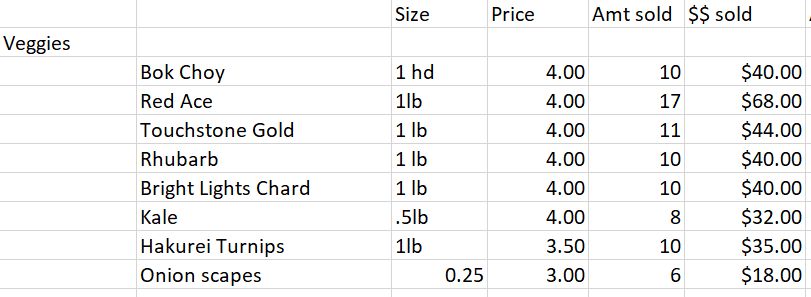 Size Price Amt sold $$ sold
Veggies
Bok Choy 1 hd 4.00 10 $40.00
Red Ace 1lb 4.00 17 $68.00
Touchstone Gold 1 lb 4.00 11 $44.00
Rhubarb 1 lb 4.00 10 $40.00
Bright Lights Chard 1 lb 4.00 10 $40.00
Kale .5lb 4.00 8 $32.00
Hakurei Turnips 1lb 3.50 10 $35.00
Onion scapes 0.25 3.00 6 $18.00